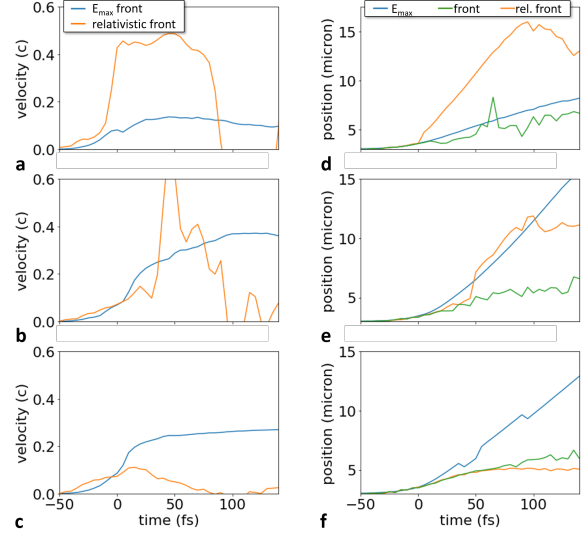 E_max front
relativistic front
velocity (c)
0.6
0.4
0.2
0.0
a
E_max
front
rel. front
position (micron)
15
10
5
d
velocity (c)
0.6
0.4
0.2
0.0
b
position (micron)
15
10
5
e
velocity (c)
0.6
0.4
0.2
0.0
−50
0
50
100
time (fs)
c
position (micron)
15
10
5
−50
0
50
100
time (fs)
f